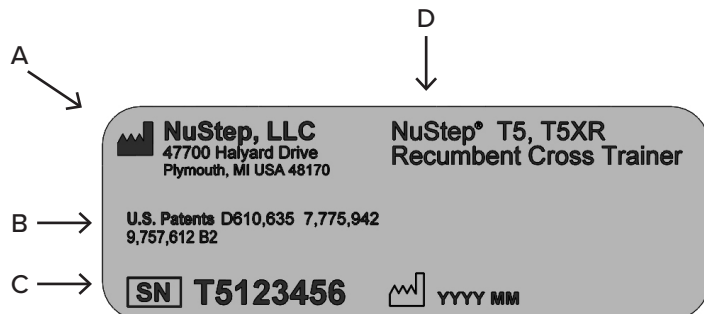 D
A
NuStep, LLC
47700 Halyard Drive
Plymouth, MI USA 48170
NuStep® T5, T5XR
Recumbent Cross Trainer
B
U.S. Patents D610,635 7,775,942
9,757,612 B2
C
SN T5123456
YYYY MM